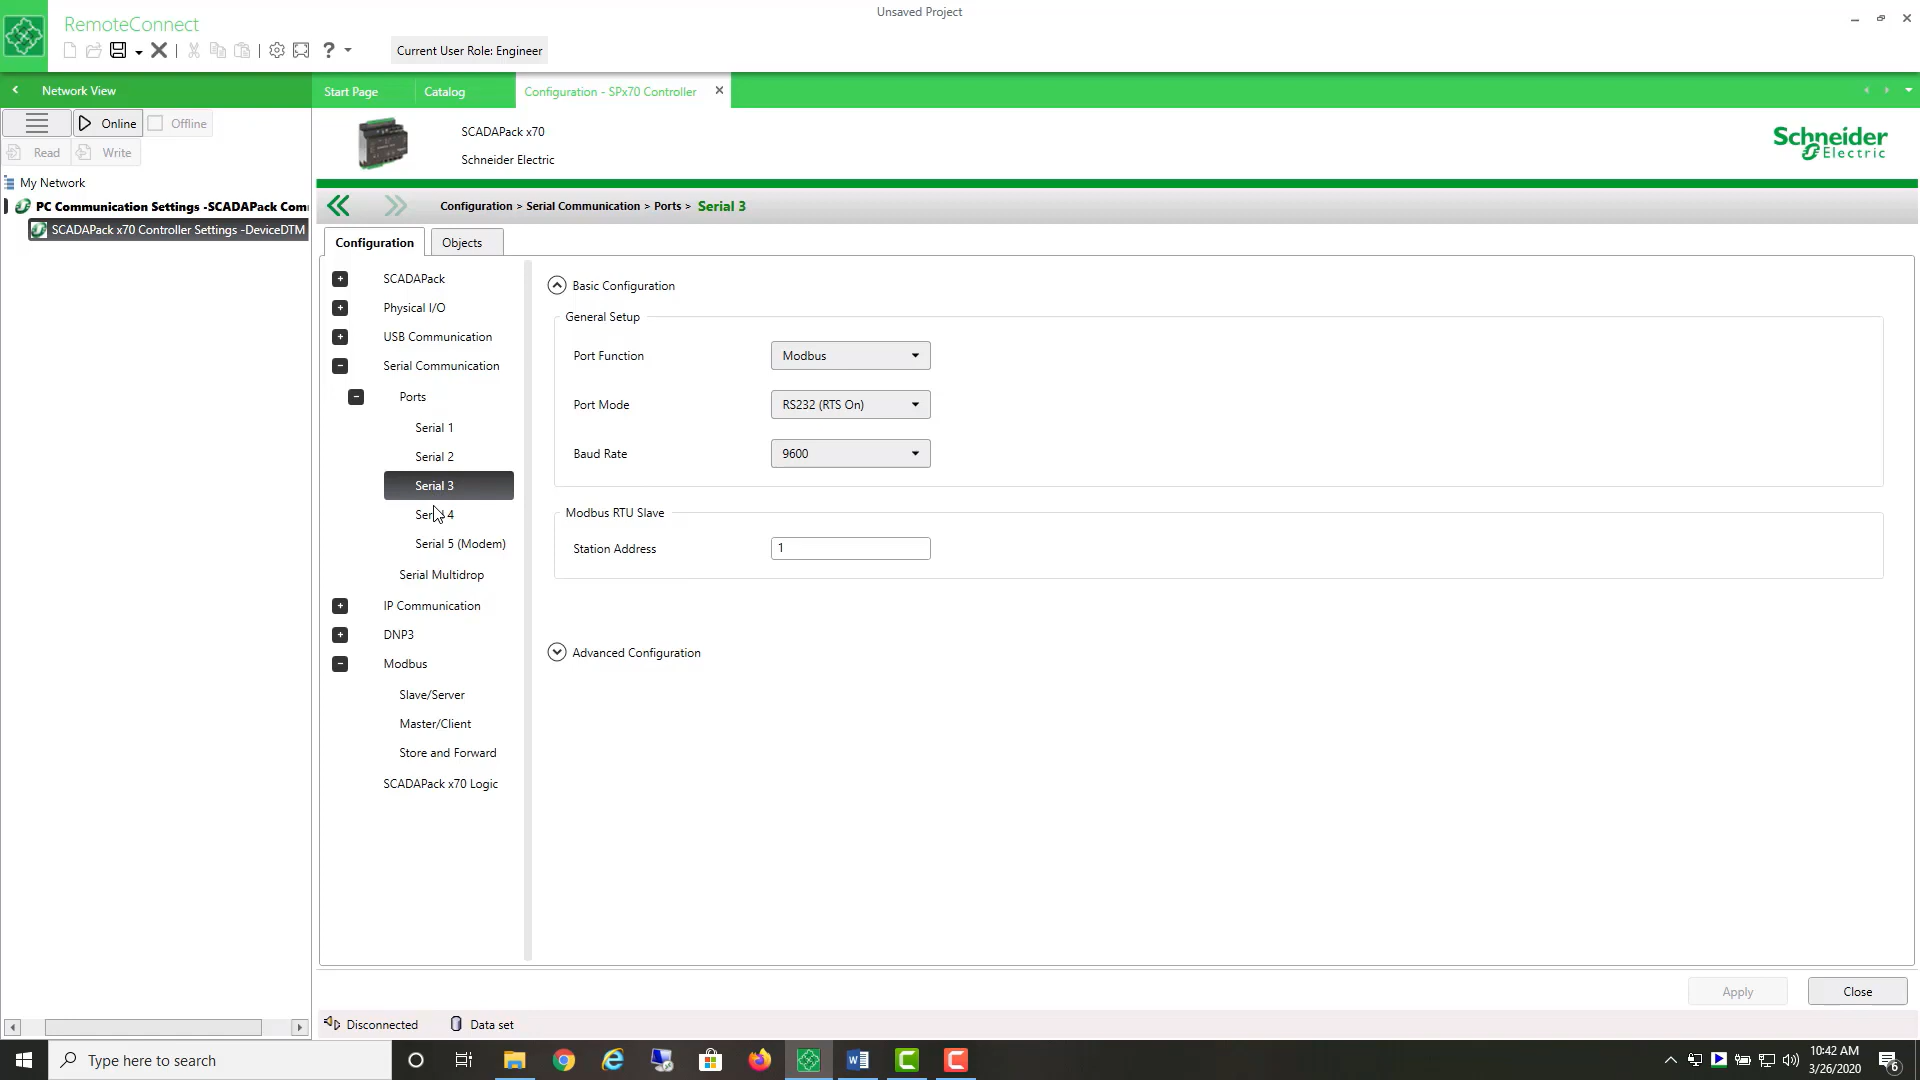 Unsaved Project
RemoteConnect
Current User Role: Engineer
Network View
Start Page
Catalog
Configuration - SPx70 Controller
Online
Offline
Read
Write
SCADAPack x70
Schneider Electric
Schneider
Electric
My Network
PC Communication Settings -SCADAPack Com
SCADAPack x70 Controller Settings -DeviceDTM
Configuration > Serial Communication > Ports > Serial 3
Configuration
Objects
SCADAPack
Physical I/O
USB Communication
Serial Communication
Ports
Serial 1
Serial 2
Serial 3
Serial 4
Serial 5 (Modem)
Serial Multidrop
IP Communication
DNP3
Modbus
Slave/Server
Master/Client
Store and Forward
SCADAPack x70 Logic
Basic Configuration
General Setup
Port Function
Modbus
Port Mode
RS232 (RTS On)
Baud Rate
9600
Modbus RTU Slave
Station Address
1
Advanced Configuration
Apply
Close
Disconnected
Data set
Type here to search
10:42 AM
3/26/2020
6